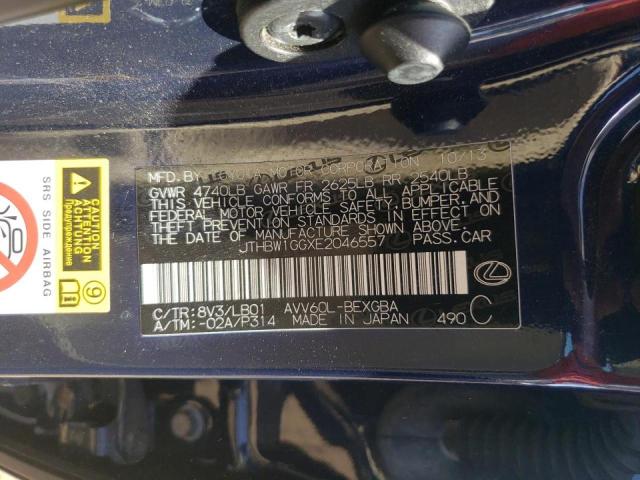 MFD. BY TOYOTA MOTOR CORPORATION 10/13
GVWR 4740LB GAWR FR 2625LB RR 2540LB
THIS VEHICLE CONFORMS TO ALL APPLICABLE
FEDERAL MOTOR VEHICLE SAFETY, BUMPER, AND
THEFT PREVENTION STANDARDS IN EFFECT ON
THE DATE OF MANUFACTURE SHOWN ABOVE.
JTHBW1GGXE2046557 PASS.CAR
C/TR: 8V3/LB01 AVV60L-BEXGBA
A/TM: -02A/P314 MADE IN JAPAN 490 C
SRS SIDE AIRBAG
ATTENTION
ACHTUNG
Предупреждение
9